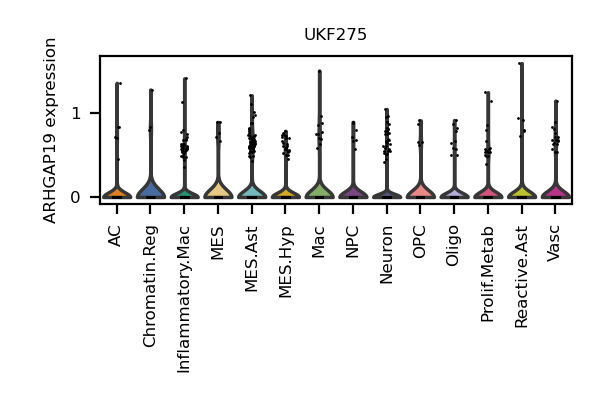 UKF275
ARHGAP19 expression
1
0
AC
Chromatin.Reg
Inflammatory.Mac
MES
MES.Ast
MES.Hyp
Mac
NPC
Neuron
OPC
Oligo
Prolif.Metab
Reactive.Ast
Vasc